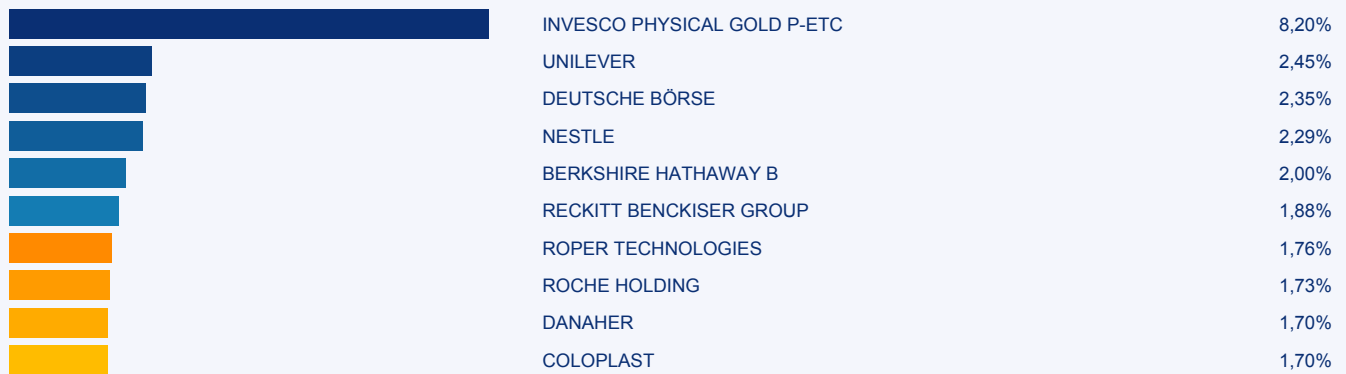 INVESCO PHYSICAL GOLD P-ETC 8,20%
UNILEVER 2,45%
DEUTSCHE BÖRSE 2,35%
NESTLE 2,29%
BERKSHIRE HATHAWAY B 2,00%
RECKITT BENCKISER GROUP 1,88%
ROPER TECHNOLOGIES 1,76%
ROCHE HOLDING 1,73%
DANAHER 1,70%
COLOPLAST 1,70%